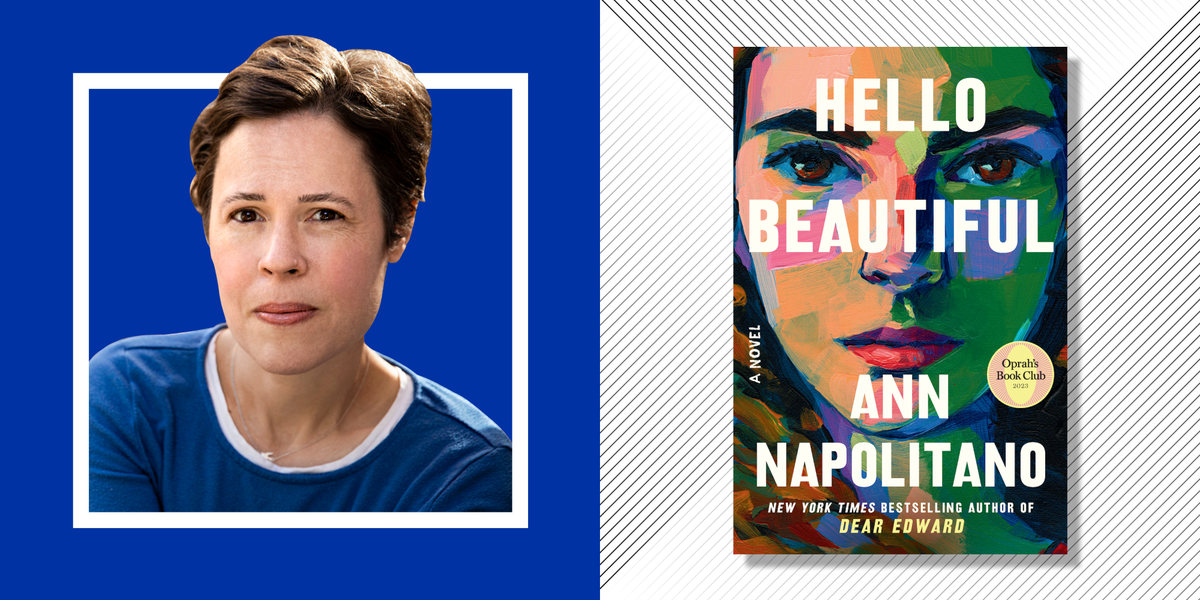 HELLO
BEAUTIFUL
A NOVEL
Oprah's
Book Club
2023
ANN
NAPOLITANO
NEW YORK TIMES BESTSELLING AUTHOR OF
DEAR EDWARD